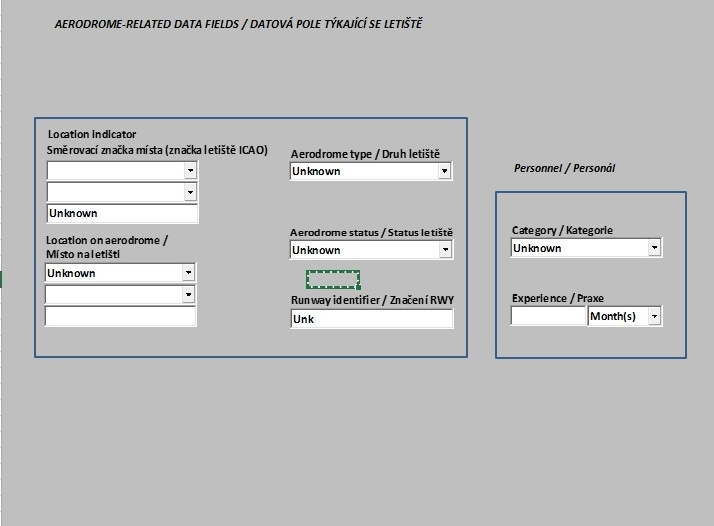 AERODROME-RELATED DATA FIELDS / DATOVÁ POLE TÝKAJÍCÍ SE LETIŠTĚ
Location indicator
Směrovací značka místa (značka letiště ICAO)
Unknown
Location on aerodrome /
Místo na letišti
Unknown
Aerodrome type / Druh letiště
Unknown
Aerodrome status / Status letiště
Unknown
Runway identifier / Značení RWY
Unk
Personnel / Personál
Category / Kategorie
Unknown
Experience / Praxe
Month(s)